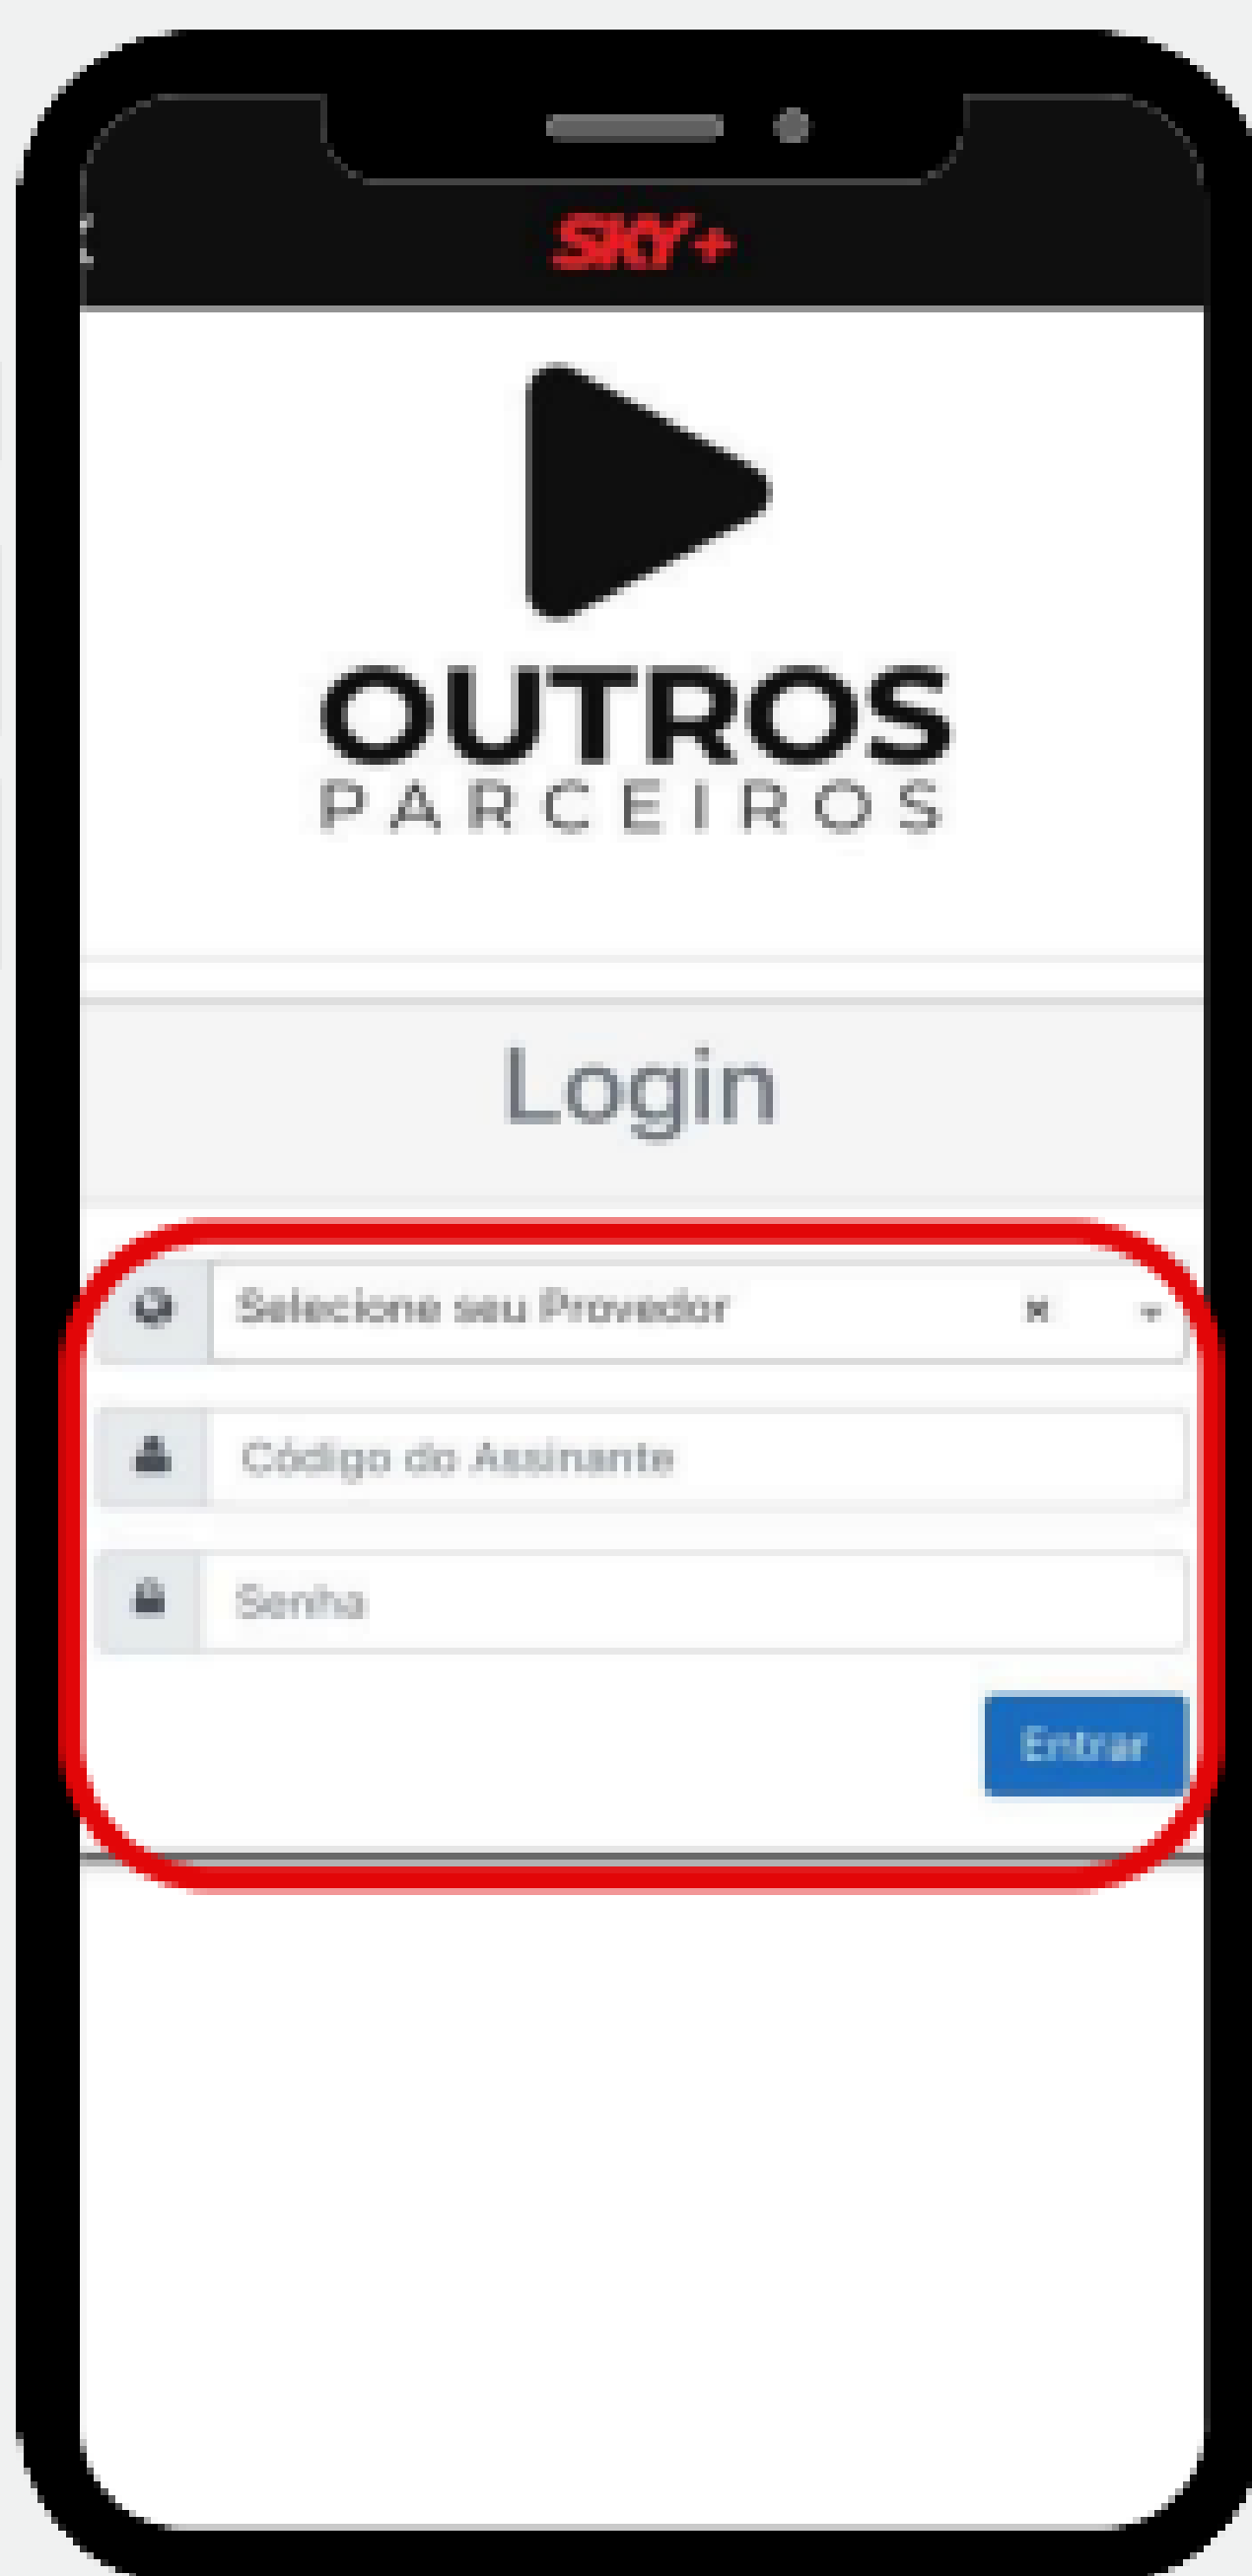 SKY+
OUTROS
PARCEIROS
Login
Selecione seu Provedor
Código do Assinante
Senha
Entrar